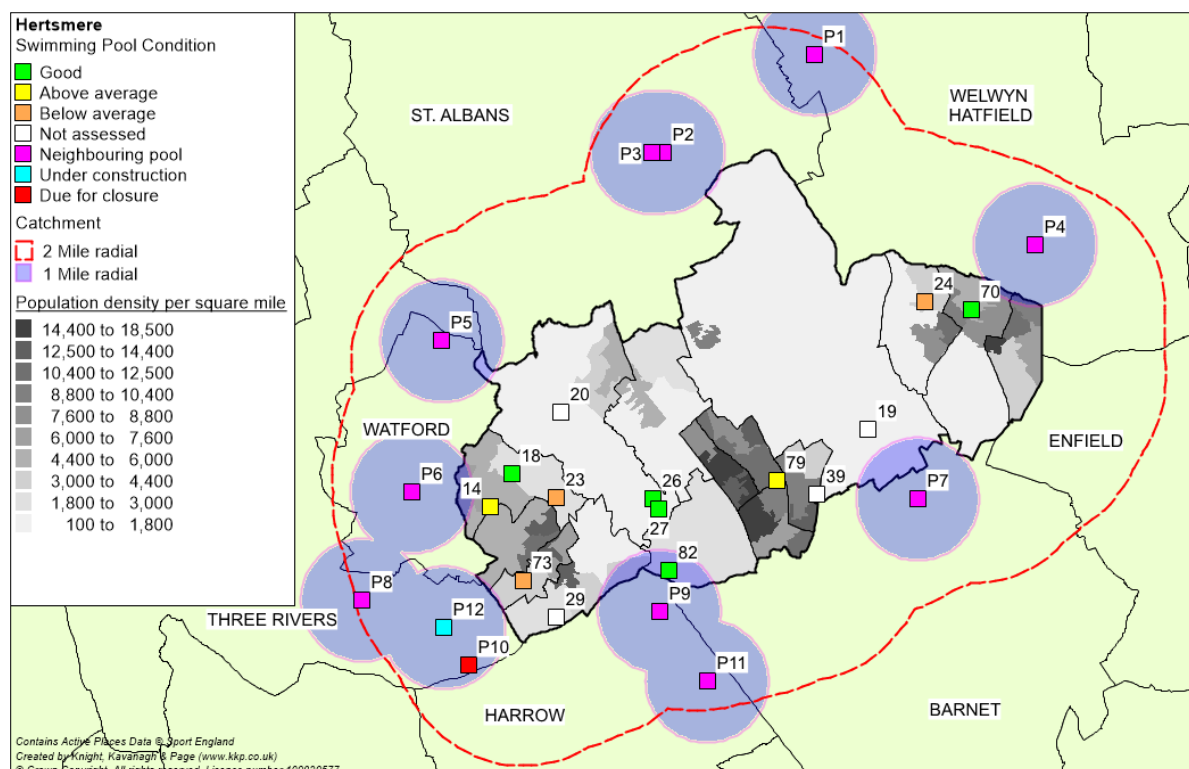 Hertsmere
Swimming Pool Condition
Good
Above average
Below average
Not assessed
Neighbouring pool
Under construction
Due for closure
Catchment
2 Mile radial
1 Mile radial
Population density per square mile
14,400 to 18,500
12,500 to 14,400
10,400 to 12,500
8,800 to 10,400
7,600 to 8,800
6,000 to 7,600
4,400 to 6,000
3,000 to 4,400
1,800 to 3,000
100 to 1,800
P1
WELWYN
HATFIELD
ST. ALBANS
P3
P2
P4
24
70
P5
20
19
WATFORD
ENFIELD
18
79
39
23
26
14
P6
P7
27
82
73
P8
P9
29
THREE RIVERS
P12
P10
P11
HARROW
BARNET
Contains Active Places Data © Sport England
Created by Knight, Kavanagh & Page (www.kkp.co.uk)